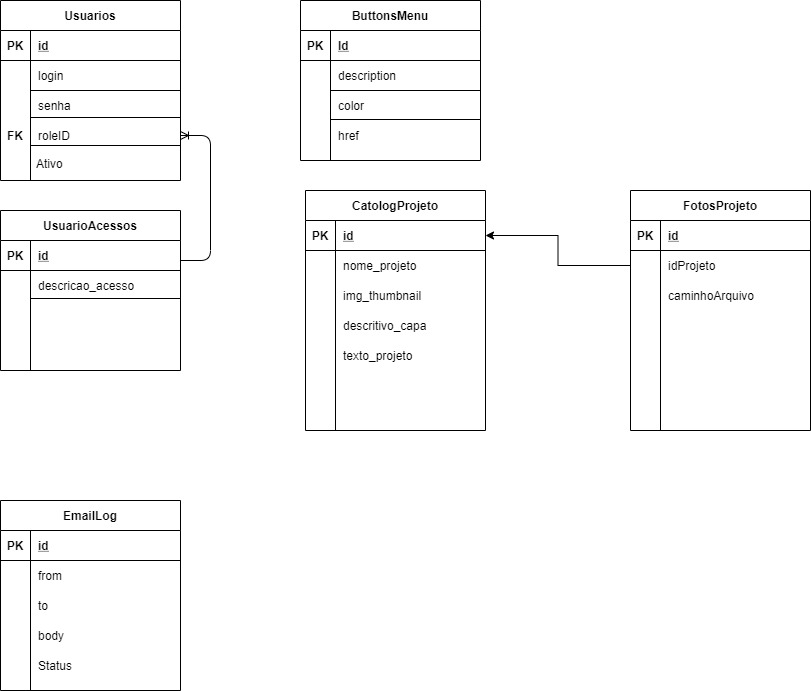 Usuarios
PK id
login
senha
FK roleID
Ativo
UsuarioAcessos
PK id
descricao_acesso
ButtonsMenu
PK Id
description
color
href
CatologProjeto
PK id
nome_projeto
img_thumbnail
descritivo_capa
texto_projeto
FotosProjeto
PK id
idProjeto
caminhoArquivo
EmailLog
PK id
from
to
body
Status